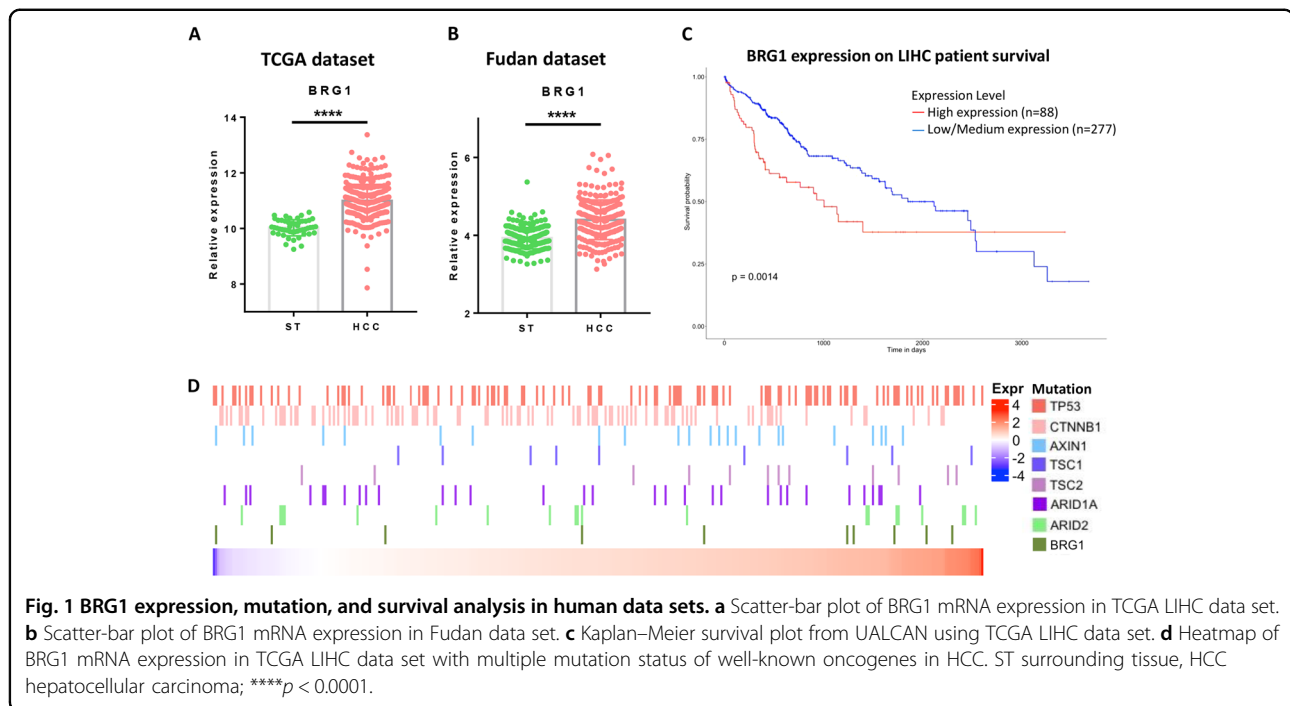 A
TCGA dataset
BRG1
****
Relative expression
14
12
10
8
ST
HCC
B
Fudan dataset
BRG1
****
Relative expression
6
4
2
ST
HCC
C
BRG1 expression on LIHC patient survival
Expression Level
High expression (n=88)
Low/Medium expression (n=277)
Survival probability
1.00
0.75
0.50
0.25
0.00
p = 0.0014
0
1000
2000
3000
Time in days
D
Expr
4
2
0
-2
-4
Mutation
TP53
CTNNB1
AXIN1
TSC1
TSC2
ARID1A
ARID2
BRG1
Fig. 1 BRG1 expression, mutation, and survival analysis in human data sets. a Scatter-bar plot of BRG1 mRNA expression in TCGA LIHC data set.
b Scatter-bar plot of BRG1 mRNA expression in Fudan data set. c Kaplan–Meier survival plot from UALCAN using TCGA LIHC data set. d Heatmap of
BRG1 mRNA expression in TCGA LIHC data set with multiple mutation status of well-known oncogenes in HCC. ST surrounding tissue, HCC
hepatocellular carcinoma; ****p < 0.0001.